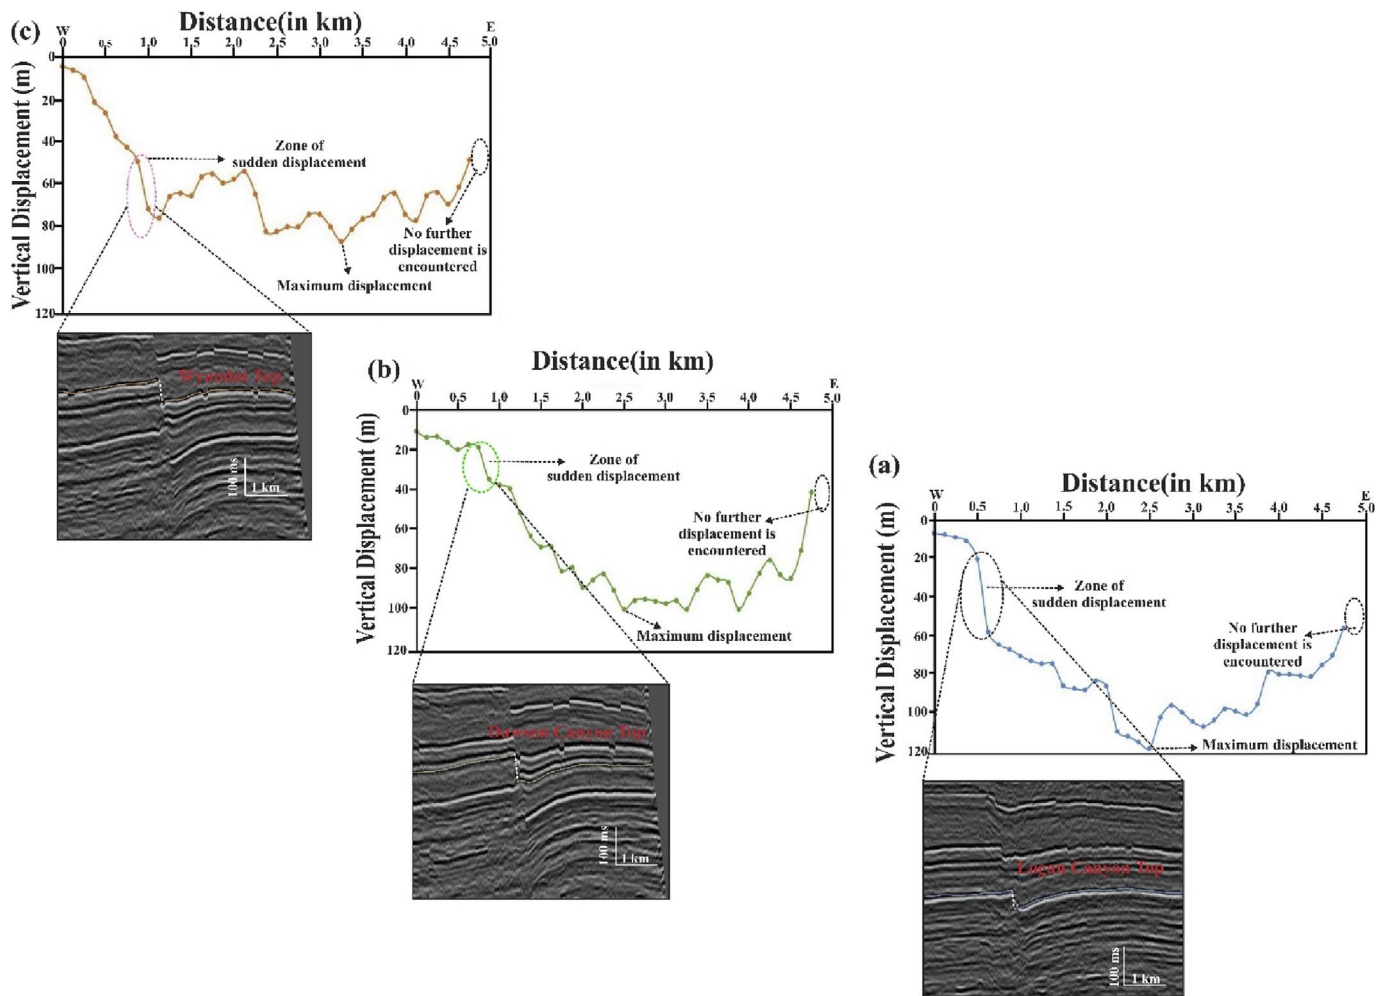 (c)
Distance(in km)
W E
0 0.5 1.0 1.5 2.0 2.5 3.0 3.5 4.0 4.5 5.0
Vertical Displacement (m)
0
20
40
60
80
100
120
Zone of
sudden displacement
No further
displacement is
encountered
Maximum displacement
Wyandot Top
100 ms
1 km
(b)
Distance(in km)
W E
0 0.5 1.0 1.5 2.0 2.5 3.0 3.5 4.0 4.5 5.0
Vertical Displacement (m)
0
20
40
60
80
100
120
Zone of
sudden displacement
No further
displacement is
encountered
Maximum displacement
Dawson Canyon Top
100 ms
1 km
(a)
Distance(in km)
W E
0 0.5 1.0 1.5 2.0 2.5 3.0 3.5 4.0 4.5 5.0
Vertical Displacement (m)
0
20
40
60
80
100
120
Zone of
sudden displacement
No further
displacement is
encountered
Maximum displacement
Logan Canyon Top
100 ms
1 km